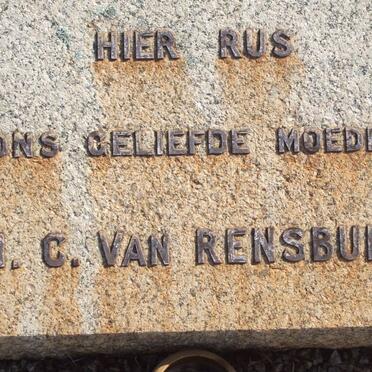 HIER RUS
ONS GELIEFDE MOEDE
. C. VAN RENSBU